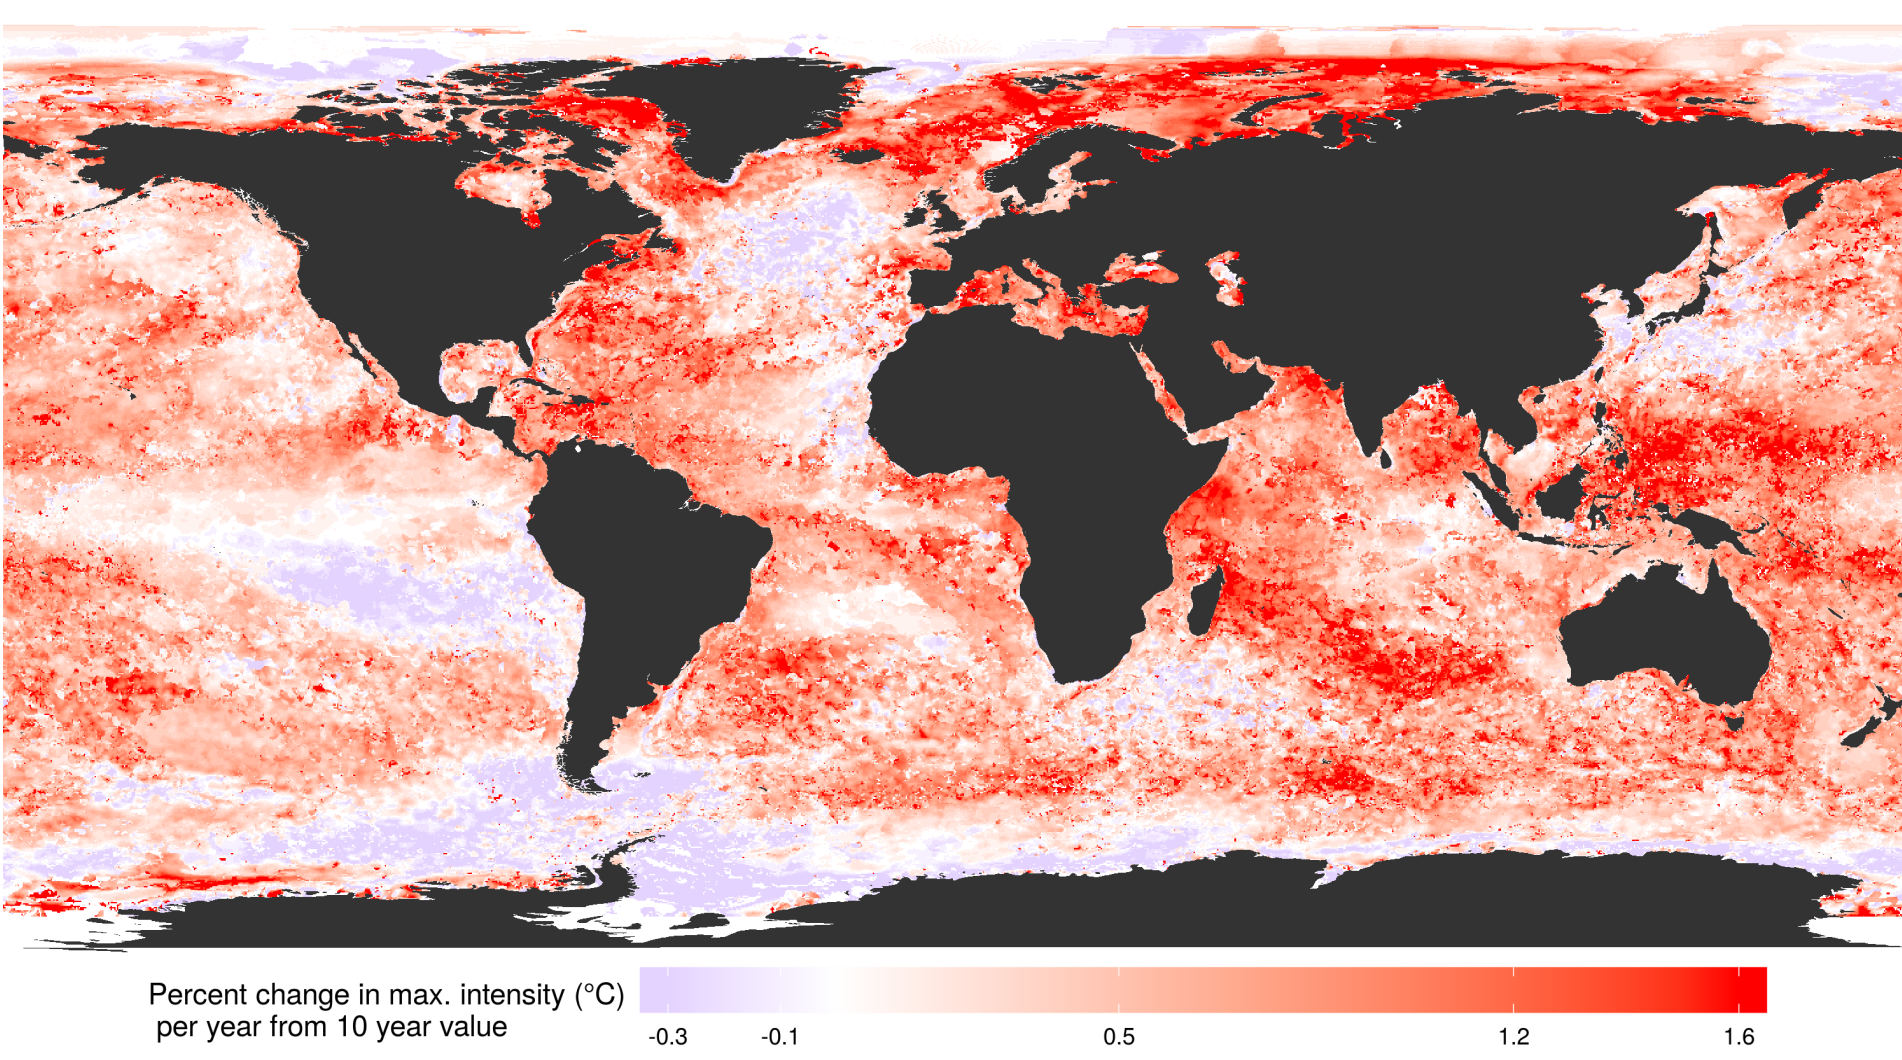 Percent change in max. intensity (°C)
per year from 10 year value
-0.3 -0.1 0.5 1.2 1.6